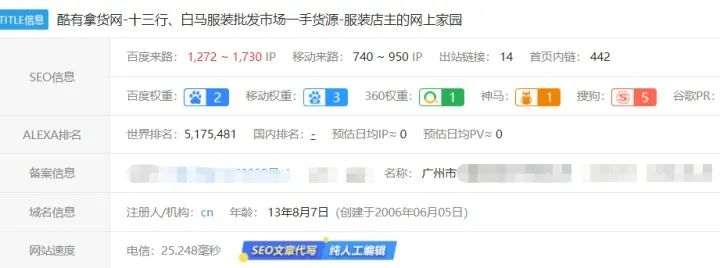 TITLE信息 酷有拿货网-十三行、白马服装批发市场一手货源-服装店主的网上家园
SEO信息
百度来路： 1,272 ~ 1,730 IP 移动来路： 740 ~ 950 IP 出站链接： 14 首页内链： 442
百度权重： 2 移动权重： 3 360权重： 1 神马： 1 搜狗： 5 谷歌PR：
ALEXA排名 世界排名： 5,175,481 国内排名： - 预估日均IP≈ 0 预估日均PV≈ 0
备案信息 名称： 广州市
域名信息 注册人/机构： cn 年龄： 13年8月7日 (创建于2006年06月05日)
网站速度 电信： 25.248毫秒 SEO文章代写 纯人工编辑